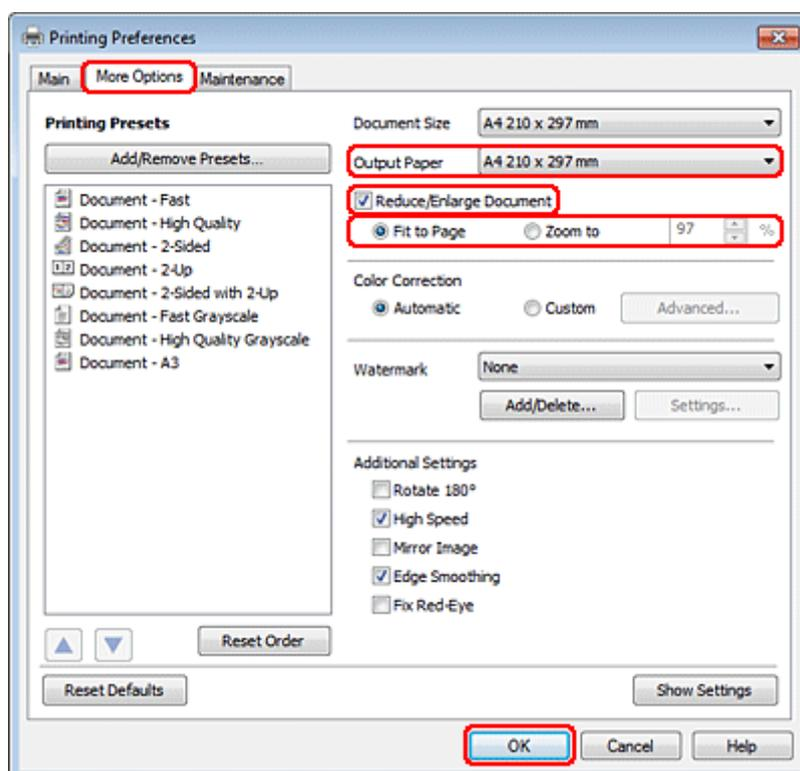 Printing Preferences
Main More Options Maintenance
Printing Presets
Add/Remove Presets...
Document - Fast
Document - High Quality
Document - 2-Sided
1 2 Document - 2-Up
Document - 2-Sided with 2-Up
Document - Fast Grayscale
Document - High Quality Grayscale
Document - A3
Reset Order
Document Size A4 210 x 297 mm
Output Paper A4 210 x 297 mm
Reduce/Enlarge Document
Fit to Page Zoom to 97 %
Color Correction
Automatic Custom Advanced...
Watermark None
Add/Delete... Settings...
Additional Settings
Rotate 180°
High Speed
Mirror Image
Edge Smoothing
Fix Red-Eye
Reset Defaults Show Settings
OK Cancel Help